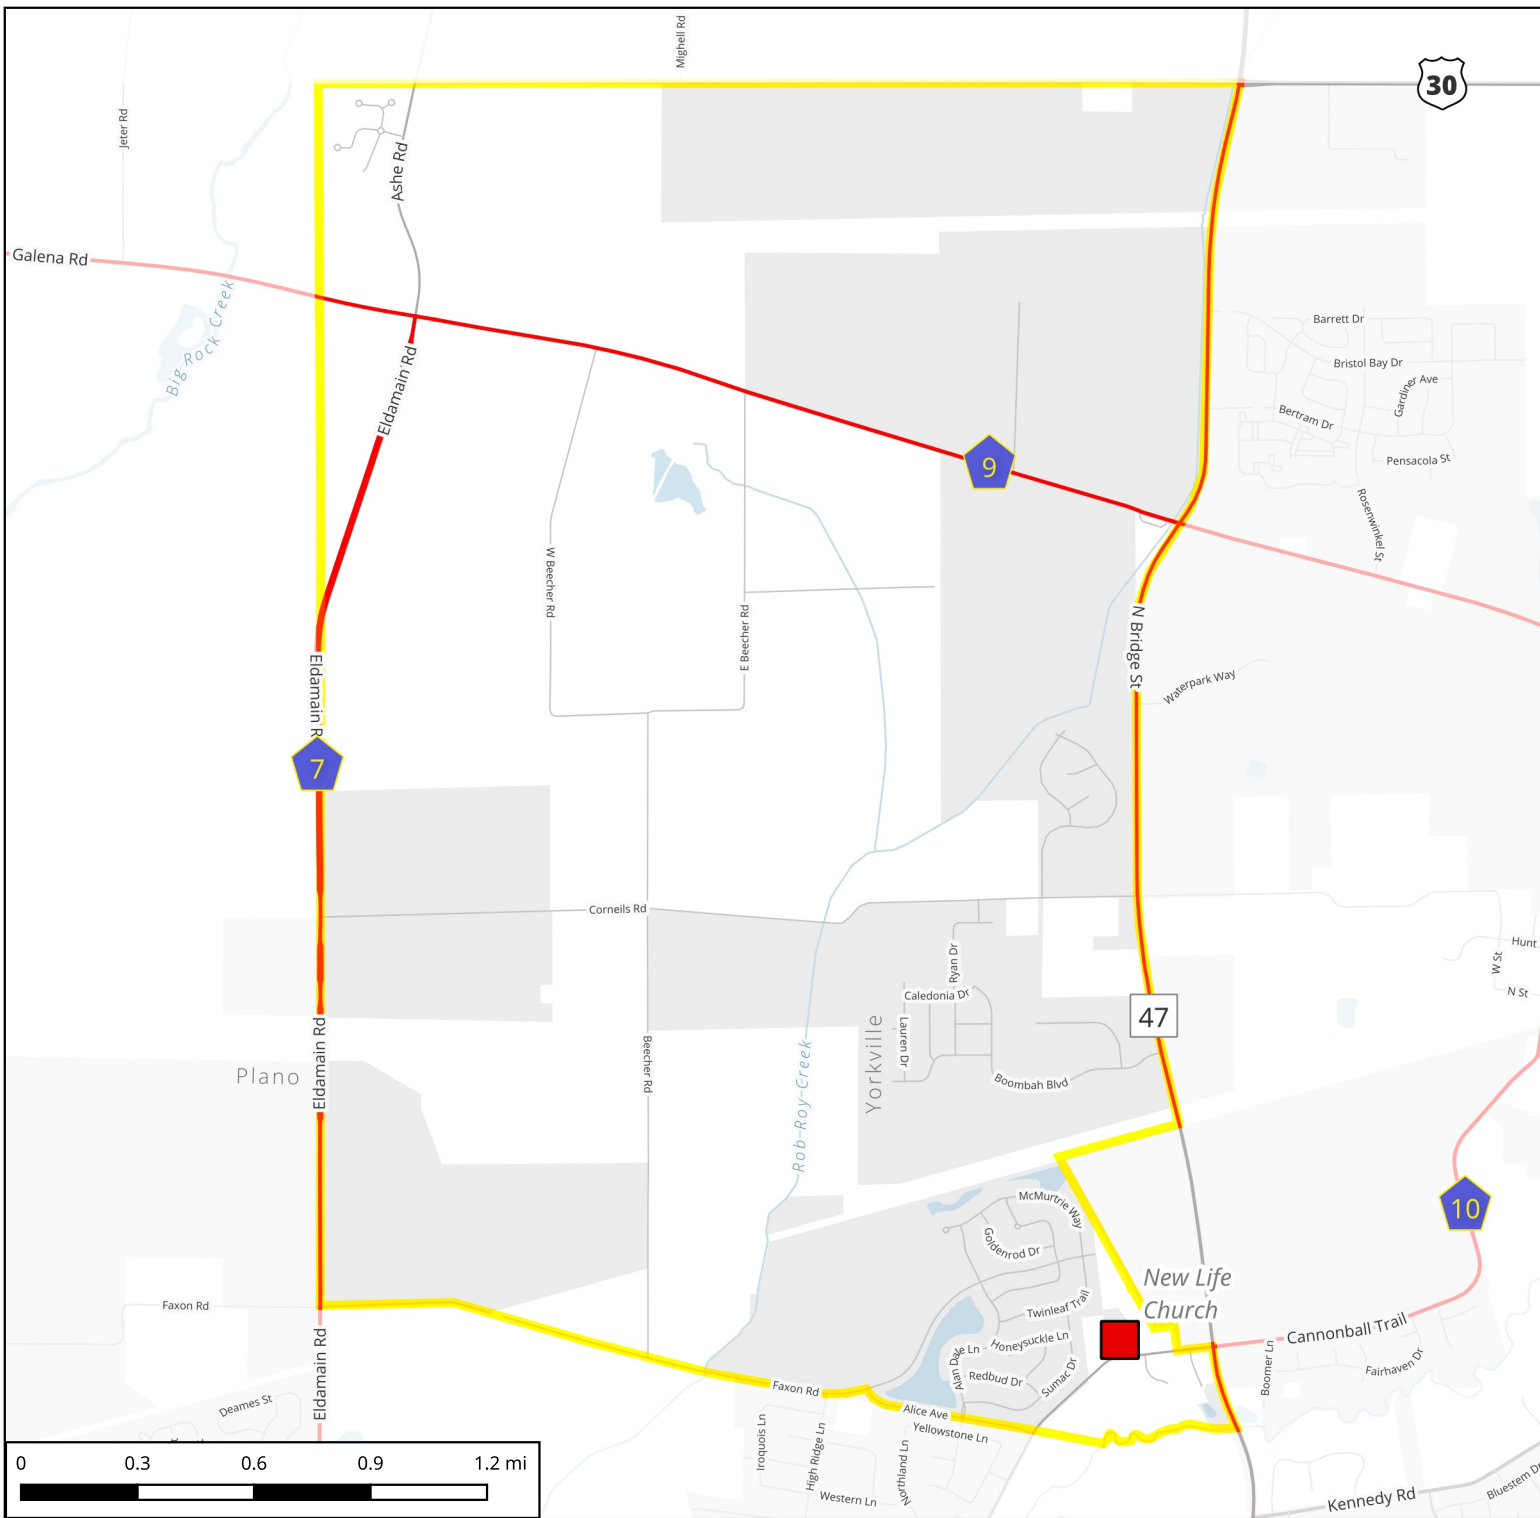 Mighell Rd
30
Jeter Rd
Ashe Rd
Galena Rd
Big Rock Creek
Barrett Dr
Bristol Bay Dr
Gardiner Ave
Bertram Dr
Pensacola St
Rosenwinkel St
Eldamain Rd
9
W Beecher Rd
E Beecher Rd
N Bridge St
Waterpark Way
Eldamain R
7
Corneils Rd
Ryan Dr
Hunt
W St
N St
Caledonia Dr
Lauren Dr
Yorkville
47
Eldamain Rd
Plano
Beecher Rd
Boombah Blvd
Rob-Roy-Creek
McMurtrie Way
10
Goldenrod Dr
New Life
Church
Twinleaf Trail
Faxon Rd
Cannonball Trail
Honeysuckle Ln
Alan Dale Ln
Redbud Dr
Sumac Dr
Boomer Ln
Fairhaven Dr
Eldamain Rd
Faxon Rd
Deames St
Alice Ave
Yellowstone Ln
Iroquois Ln
High Ridge Ln
Northland Ln
Western Ln
Kennedy Rd
Bluestem Dr
0 0.3 0.6 0.9 1.2 mi